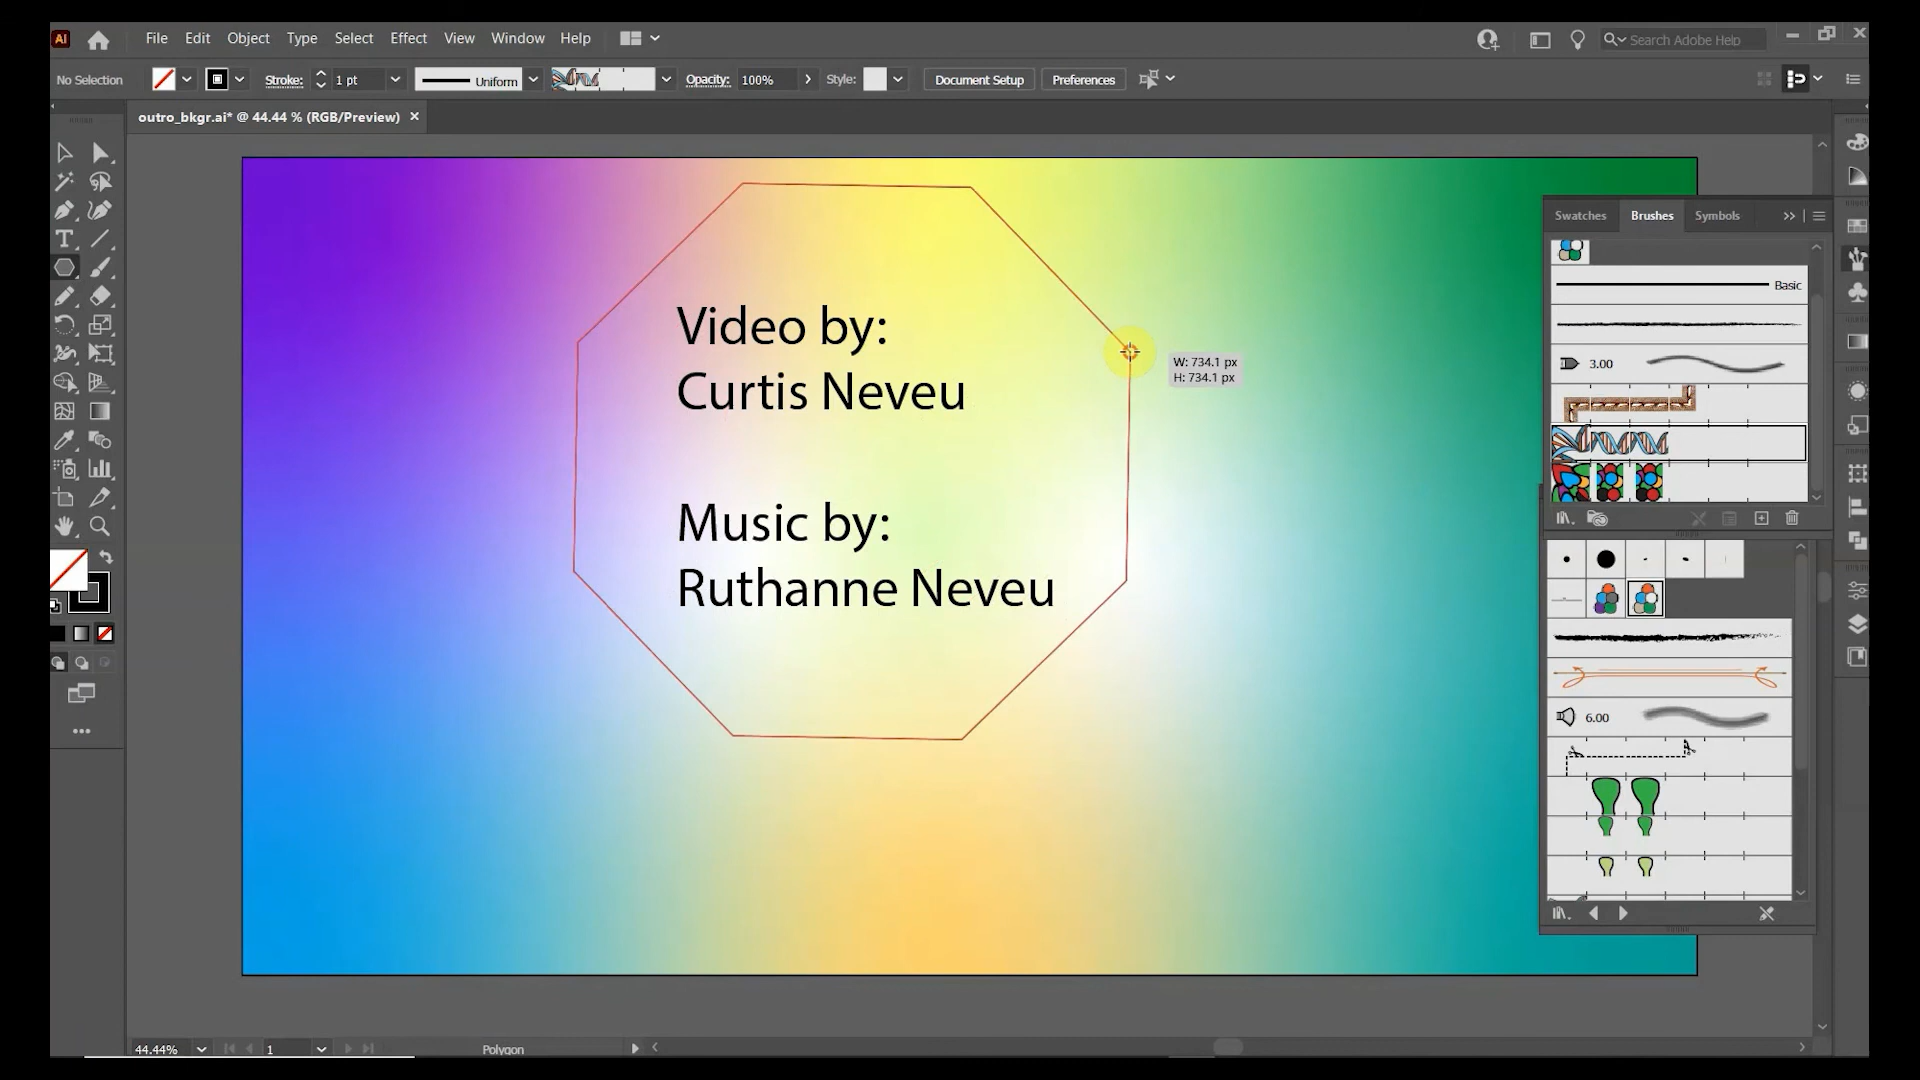 Ai File Edit Object Type Select Effect View Window Help Search Adobe Help
No Selection Stroke: 1 pt Uniform Opacity: 100% Style: Document Setup Preferences
outro_bkgr.ai* @ 44.44 % (RGB/Preview) ×
Swatches Brushes Symbols
Basic
3.00
Video by:
Curtis Neveu
W: 734.1 px
H: 734.1 px
Music by:
Ruthanne Neveu
6.00
44.44% 1 Polygon